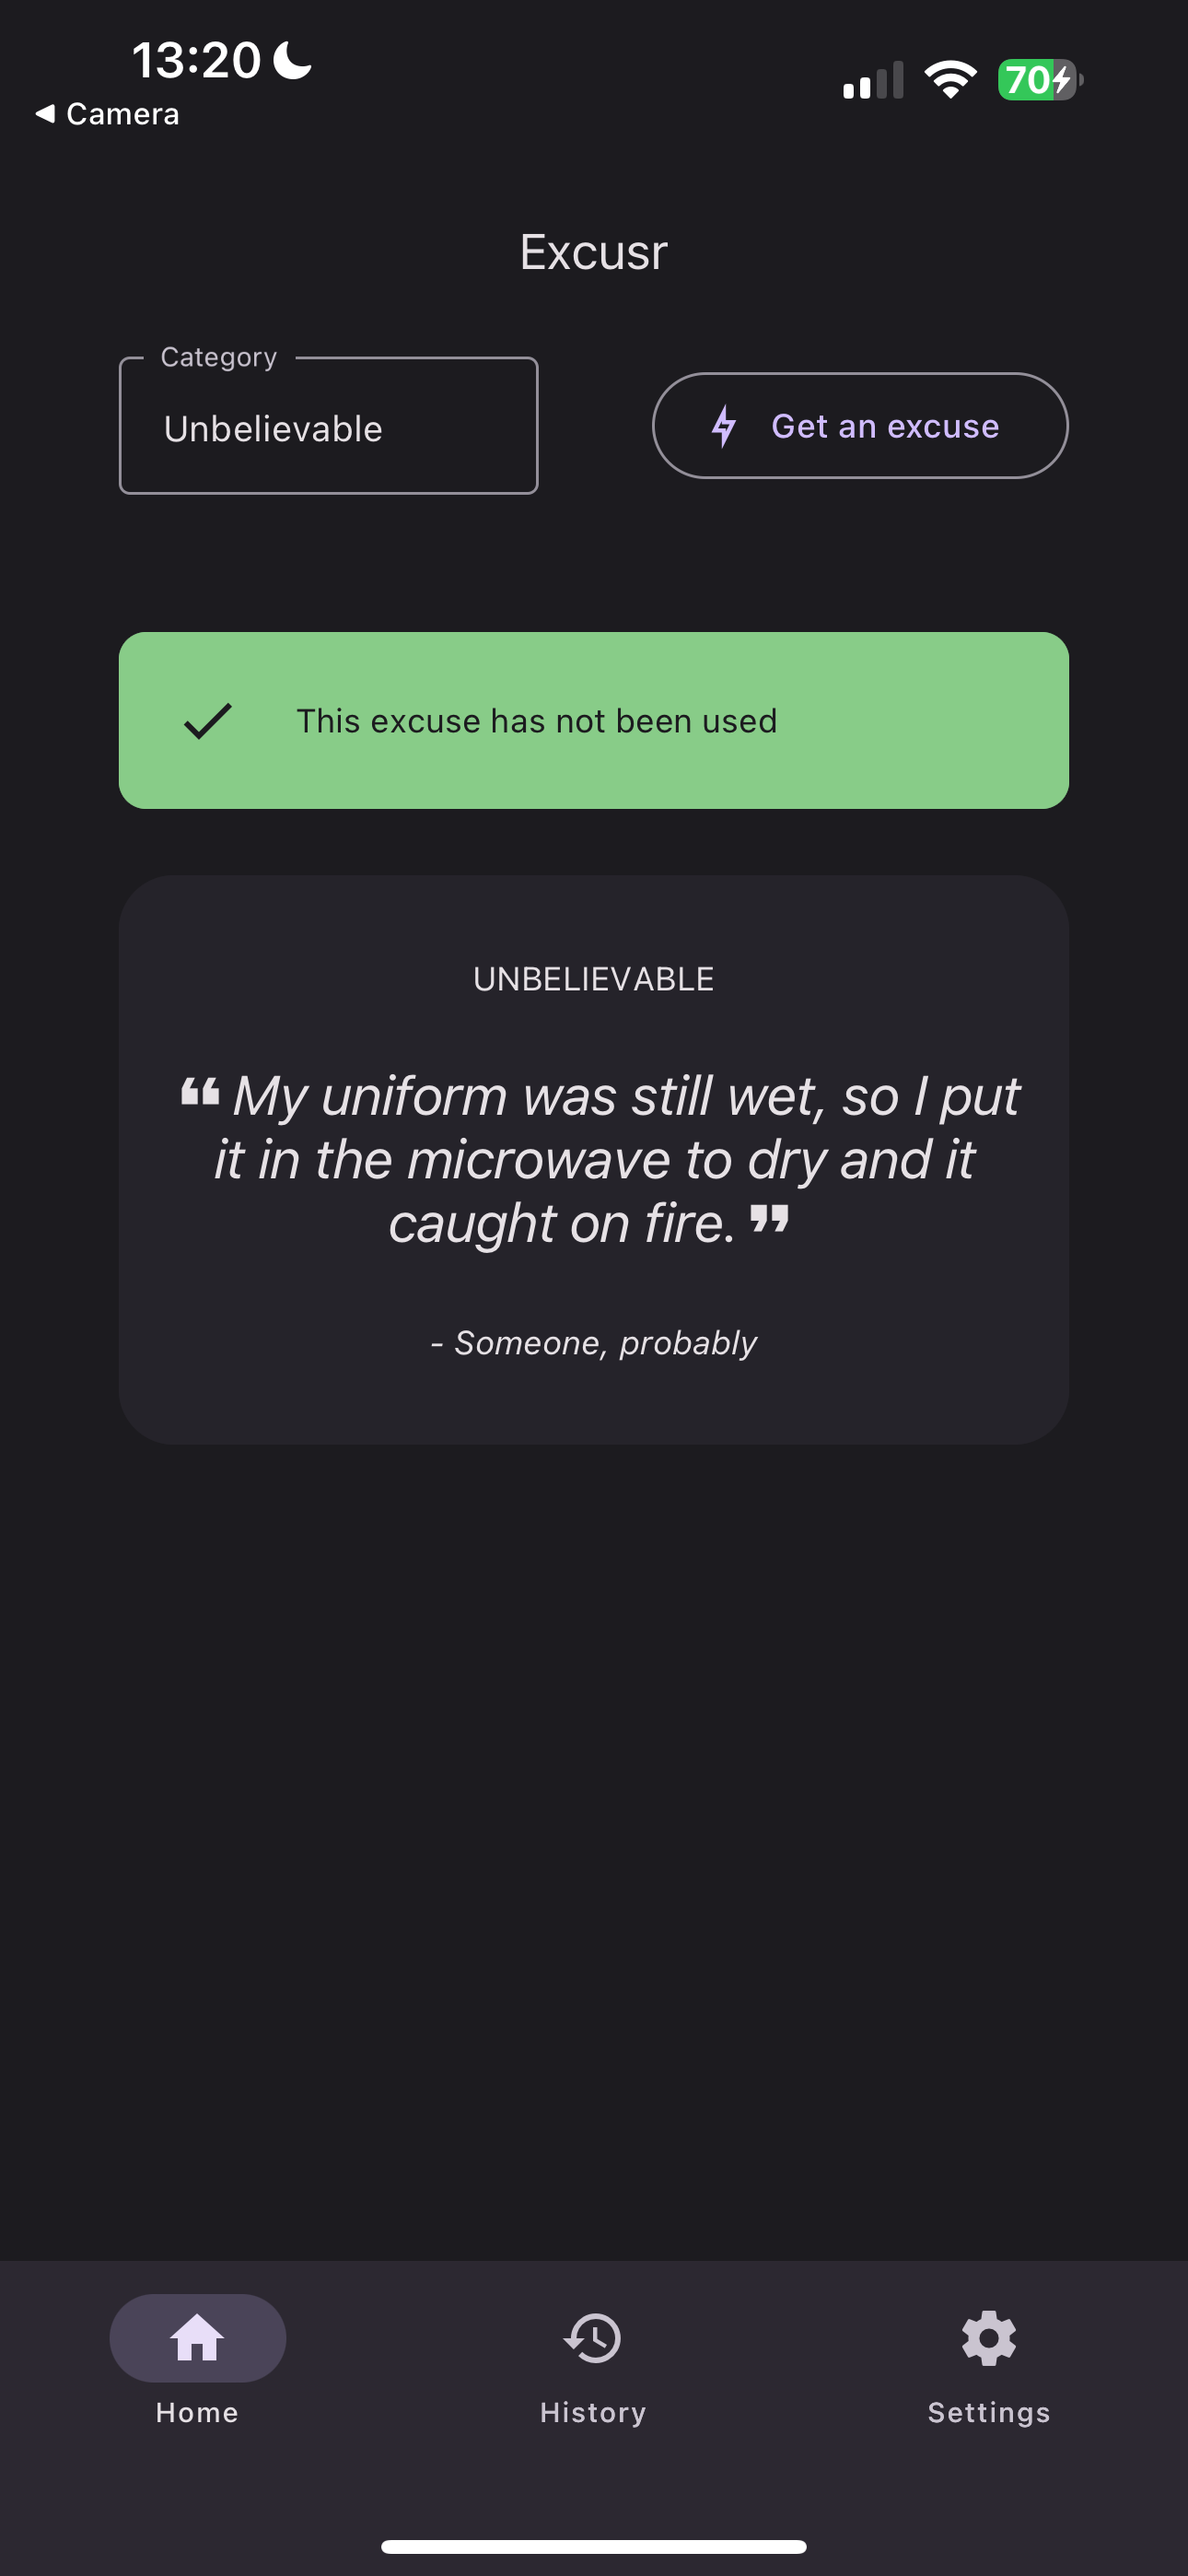 13:20
Camera
70
Excusr
Category
Unbelievable
Get an excuse
This excuse has not been used
UNBELIEVABLE
❝ My uniform was still wet, so I put
it in the microwave to dry and it
caught on fire. ❞
- Someone, probably
Home
History
Settings